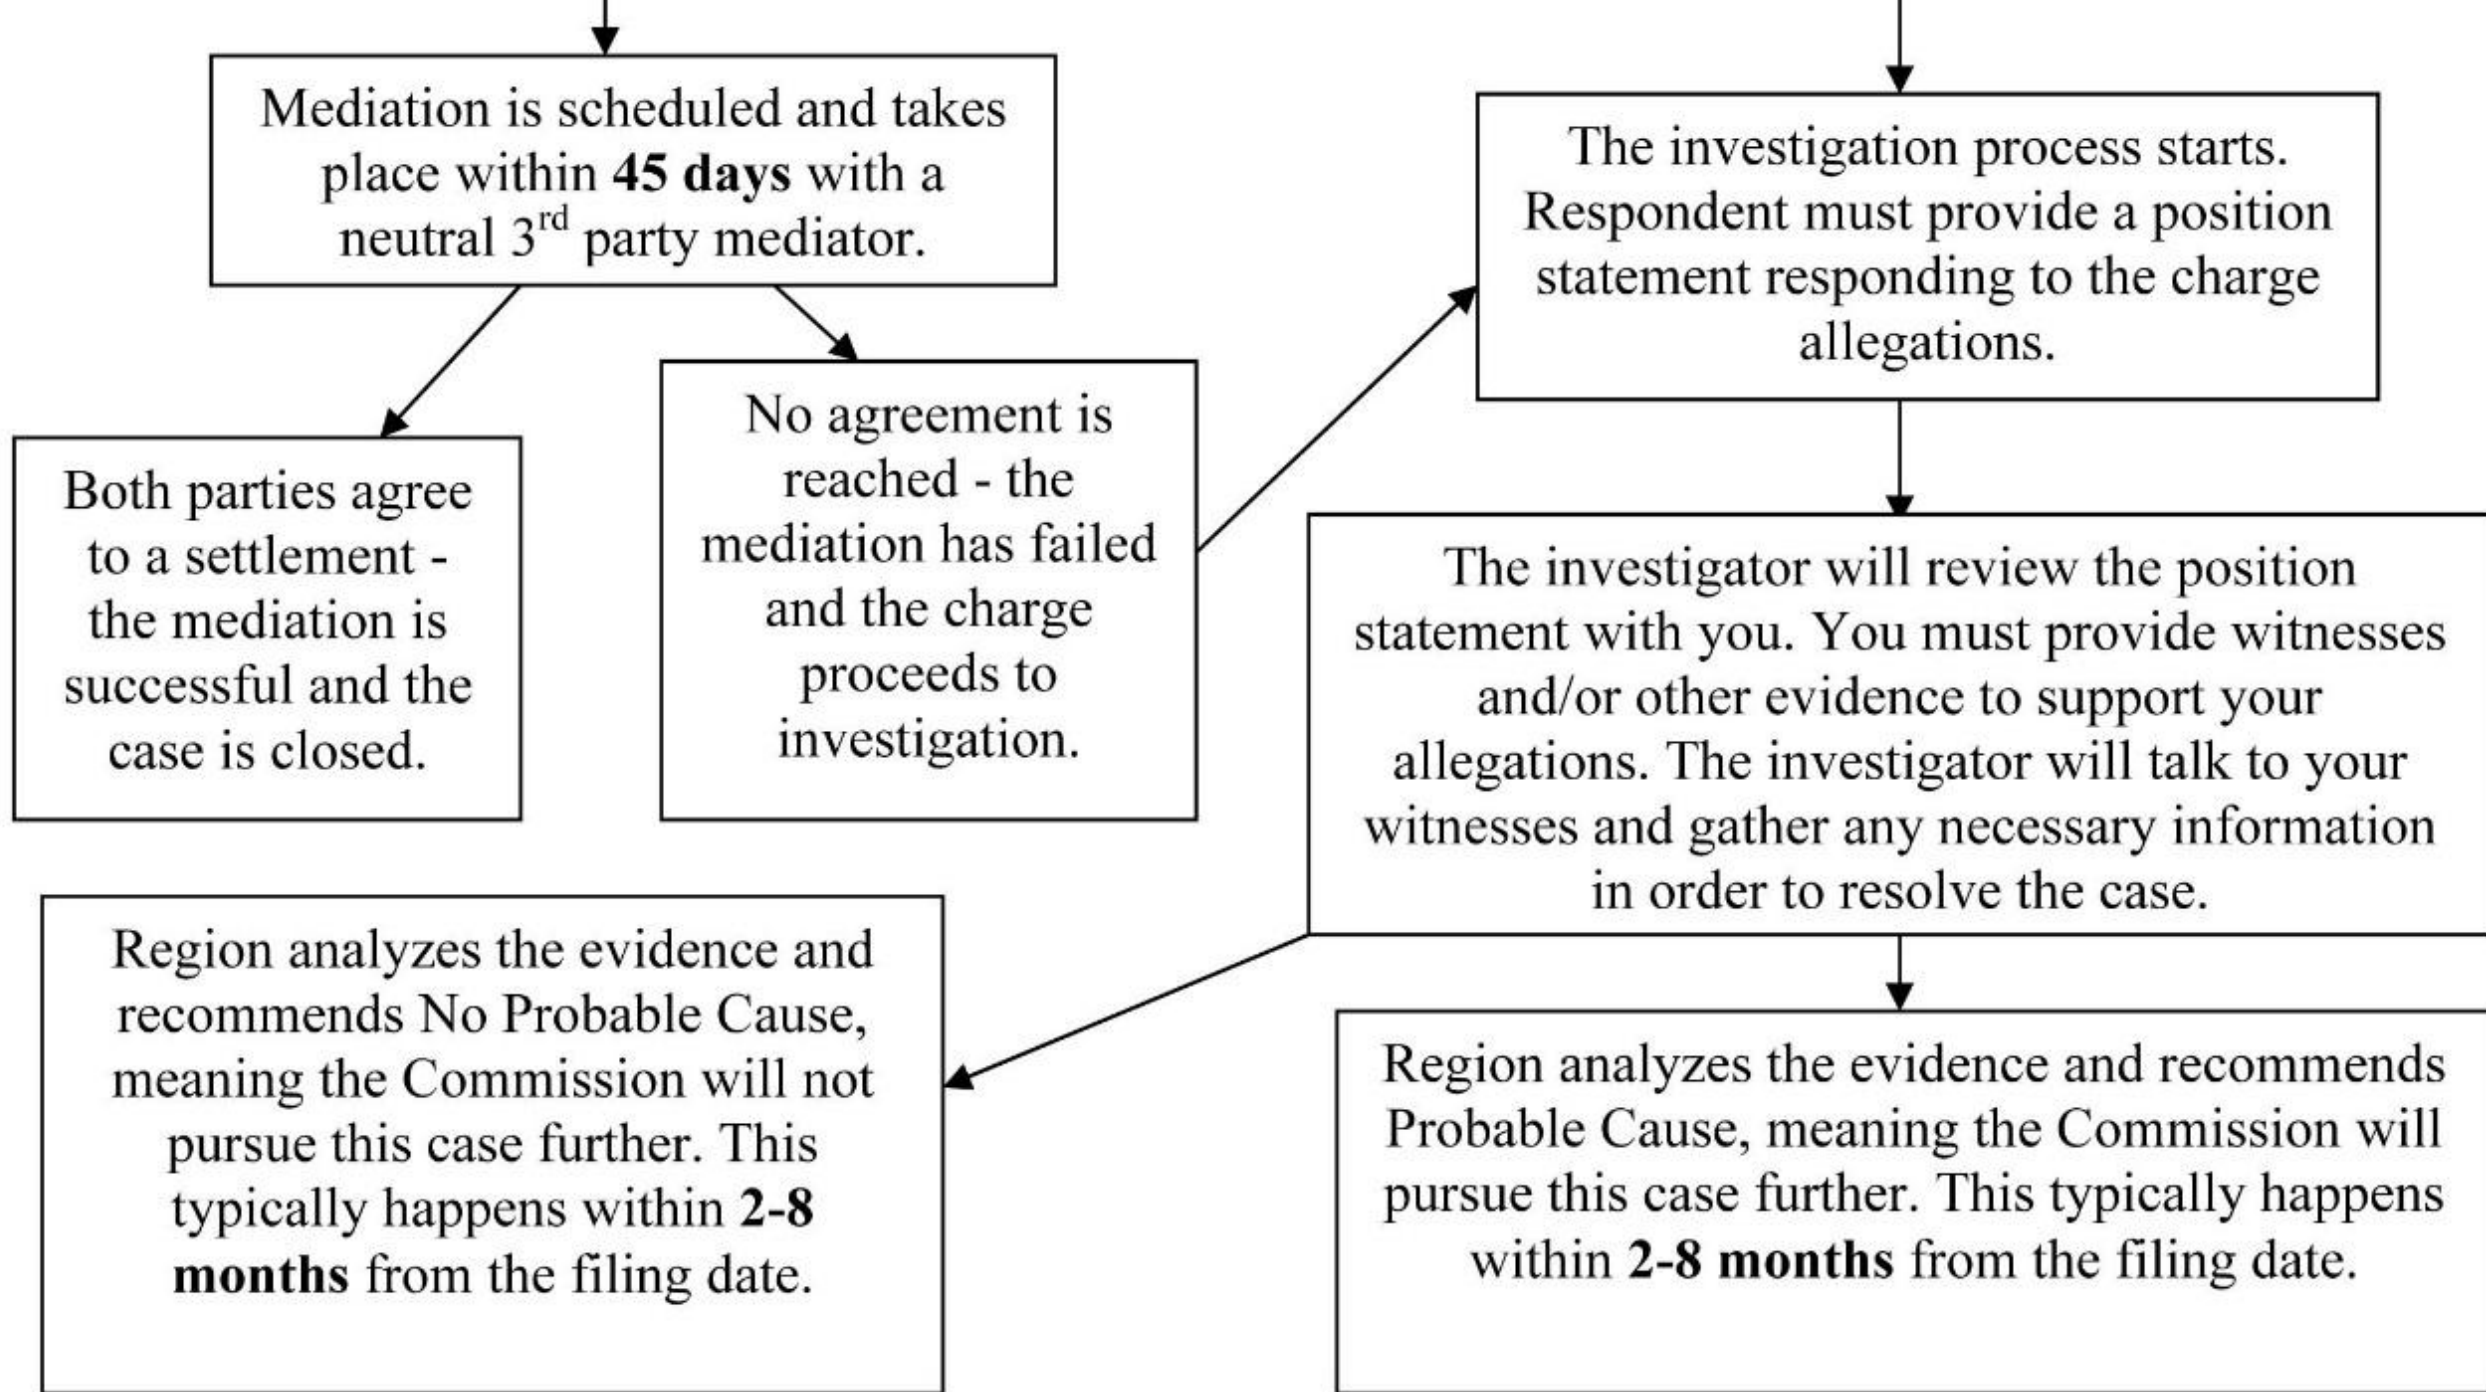 Mediation is scheduled and takes
place within 45 days with a
neutral 3rd party mediator.
The investigation process starts.
Respondent must provide a position
statement responding to the charge
allegations.
Both parties agree
to a settlement -
the mediation is
successful and the
case is closed.
No agreement is
reached - the
mediation has failed
and the charge
proceeds to
investigation.
The investigator will review the position
statement with you. You must provide witnesses
and/or other evidence to support your
allegations. The investigator will talk to your
witnesses and gather any necessary information
in order to resolve the case.
Region analyzes the evidence and
recommends No Probable Cause,
meaning the Commission will not
pursue this case further. This
typically happens within 2-8
months from the filing date.
Region analyzes the evidence and recommends
Probable Cause, meaning the Commission will
pursue this case further. This typically happens
within 2-8 months from the filing date.